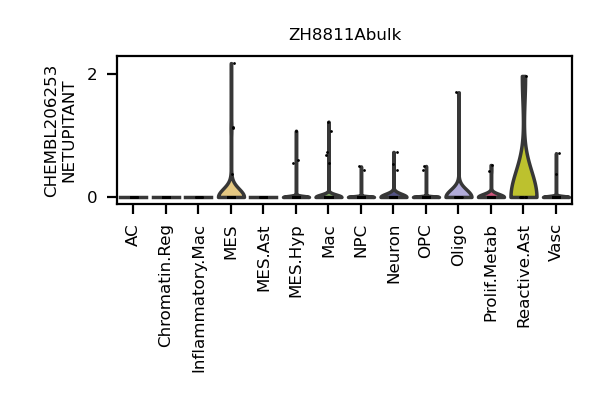 ZH8811Abulk
CHEMBL206253
NETUPITANT
2
0
AC
Chromatin.Reg
Inflammatory.Mac
MES
MES.Ast
MES.Hyp
Mac
NPC
Neuron
OPC
Oligo
Prolif.Metab
Reactive.Ast
Vasc